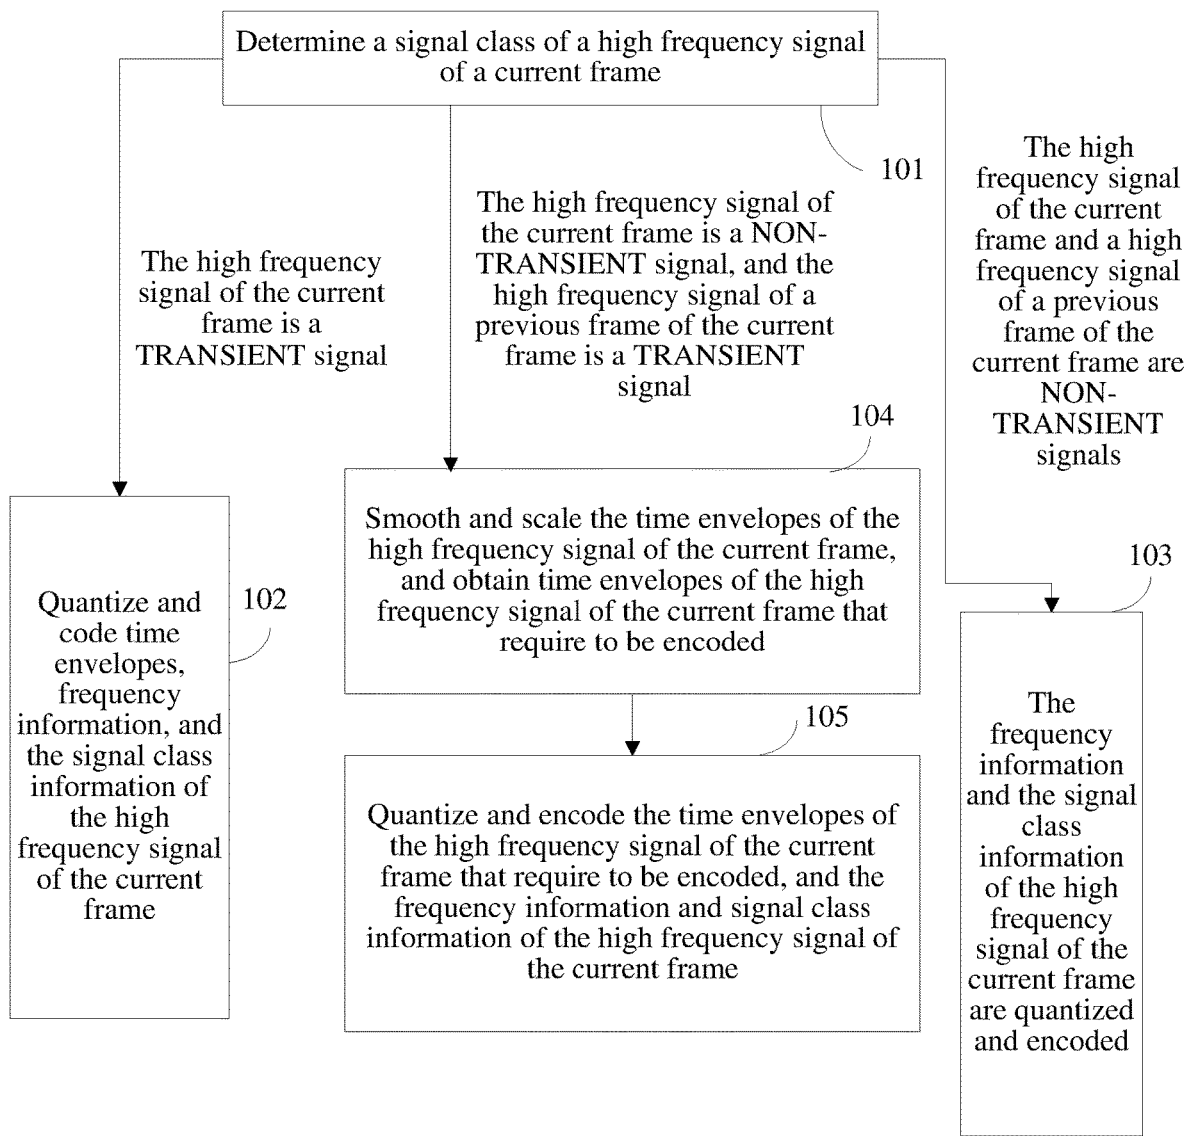 Determine a signal class of a high frequency signal
of a current frame
101
The high frequency
signal of the current
frame is a
TRANSIENT signal
The high frequency signal of
the current frame is a NON-
TRANSIENT signal, and the
high frequency signal of a
previous frame of the current
frame is a TRANSIENT
signal
The high
frequency signal
of the current
frame and a high
frequency signal
of a previous
frame of the
current frame are
NON-
TRANSIENT
signals
102
Quantize and
code time
envelopes,
frequency
information, and
the signal class
information of
the high
frequency signal
of the current
frame
104
Smooth and scale the time envelopes of the
high frequency signal of the current frame,
and obtain time envelopes of the high
frequency signal of the current frame that
require to be encoded
105
Quantize and encode the time envelopes of
the high frequency signal of the current
frame that require to be encoded, and the
frequency information and signal class
information of the high frequency signal of
the current frame
103
The
frequency
information
and the signal
class
information
of the high
frequency
signal of the
current frame
are quantized
and encoded